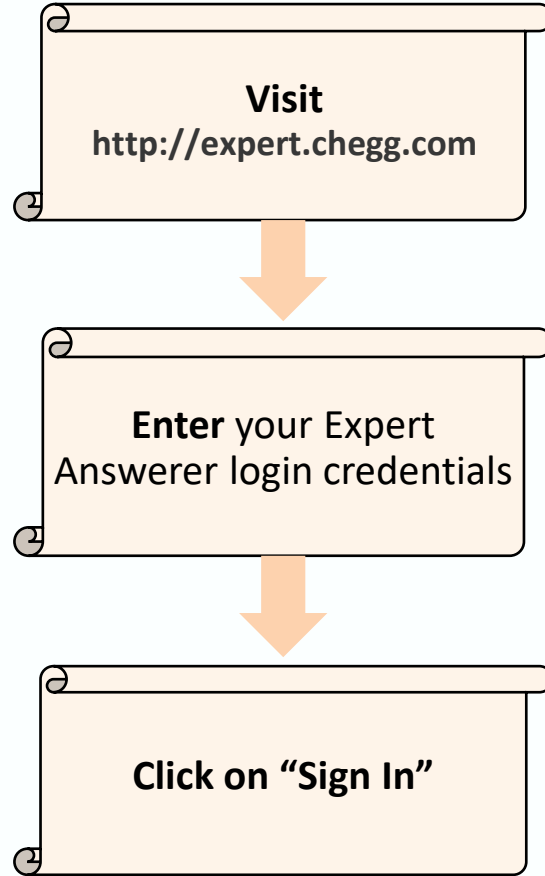 Visit
http://expert.chegg.com
Enter your Expert
Answerer login credentials
Click on “Sign In”